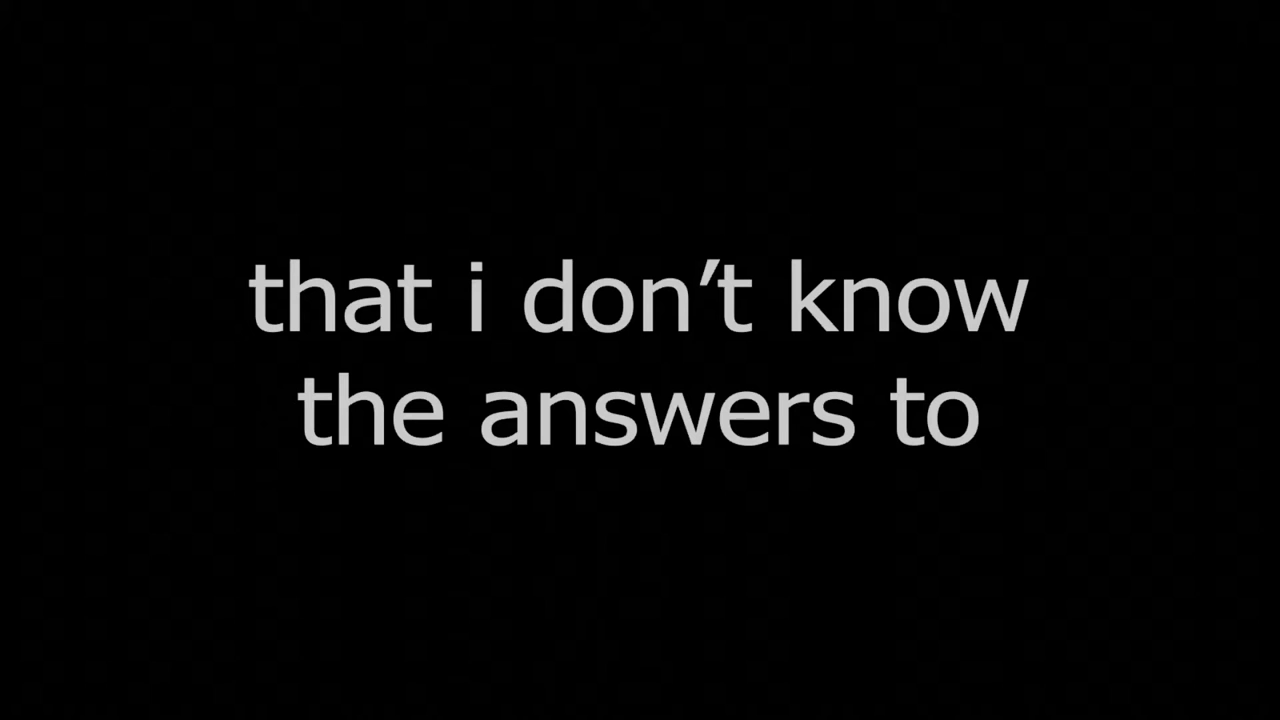 that i don’t know
the answers to